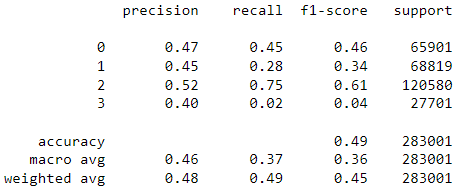 precision recall f1-score support
0 0.47 0.45 0.46 65901
1 0.45 0.28 0.34 68819
2 0.52 0.75 0.61 120580
3 0.40 0.02 0.04 27701
accuracy 0.49 283001
macro avg 0.46 0.37 0.36 283001
weighted avg 0.48 0.49 0.45 283001